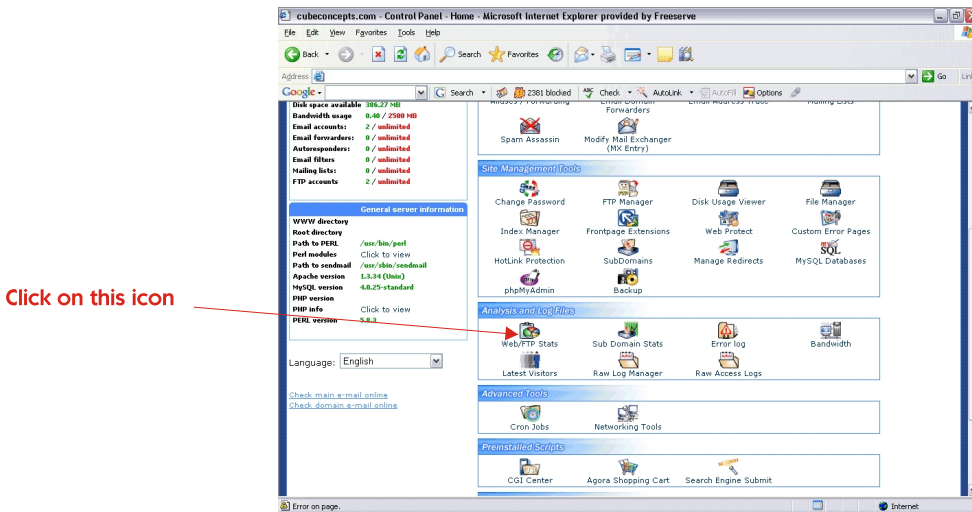 cubeconcepts.com - Control Panel - Home - Microsoft Internet Explorer provided by Freeserve
File Edit View Favorites Tools Help
Back Search Favorites
Address Go
Google Search 2381 blocked ABC Check AutoLink AutoFill Options
Disk space available 386.27 MB
Bandwidth usage 0.40 / 2500 MB
Email accounts: 2 / unlimited
Email forwarders: 0 / unlimited
Autoresponders: 0 / unlimited
Email filters 0 / unlimited
Mailing lists: 0 / unlimited
FTP accounts 2 / unlimited
General server information
WWW directory
Root directory
Path to PERL /usr/bin/perl
Perl modules Click to view
Path to sendmail /usr/sbin/sendmail
Apache version 1.3.34 (Unix)
MySQL version 4.0.25-standard
PHP version
PHP info Click to view
PERL version 5.8.3
Language: English
Check main e-mail online
Check domain e-mail online
Forwarders
Spam Assassin Modify Mail Exchanger
(MX Entry)
Site Management Tools
Change Password FTP Manager Disk Usage Viewer File Manager
Index Manager Frontpage Extensions Web Protect Custom Error Pages
HotLink Protection SubDomains Manage Redirects MySQL Databases
phpMyAdmin Backup
Click on this icon
Analysis and Log Files
Web/FTP Stats Sub Domain Stats Error log Bandwidth
Latest Visitors Raw Log Manager Raw Access Logs
Advanced Tools
Cron Jobs Networking Tools
Preinstalled Scripts
CGI Center Agora Shopping Cart Search Engine Submit
Error on page. Internet